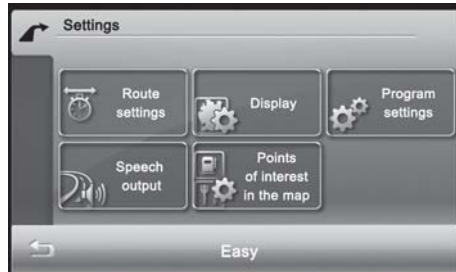 Settings
Route
settings
Display
Program
settings
Speech
output
Points
of interest
in the map
Easy